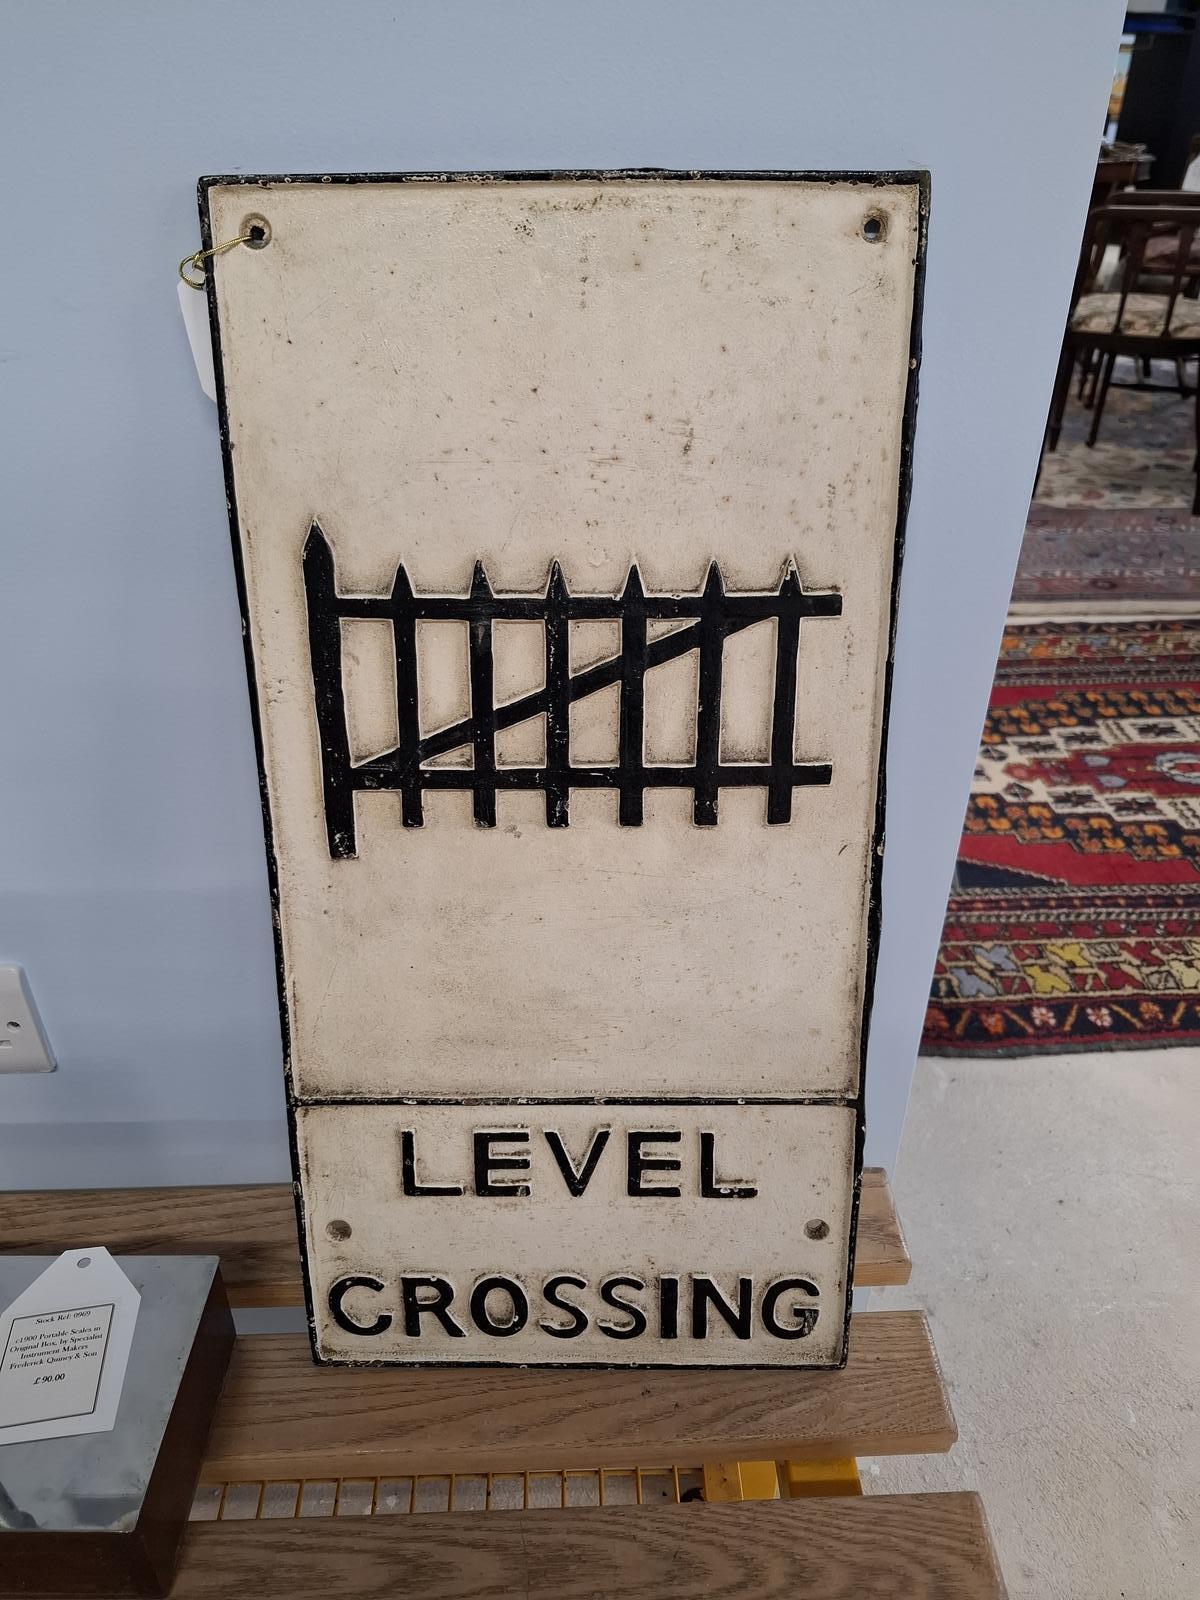 LEVEL
CROSSING
Stock Ref: 0969
c1900 Portable Scales in
Original Box, by Specialist
Instrument Makers
Frederick Quiney & Son
£90.00